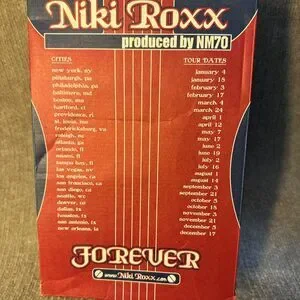 Niki Roxx
produced by NM70
CITIES TOUR DATES
new york, ny january 4
pittsburgh, pa january 18
philadelphia, pa february 3
baltimore, md february 17
boston, ma march 4
hartford, ct march 24
providence, ri april 1
st. louis, mo april 12
fredericksburg, va may 7
raleigh, nc may 17
atlanta, ga june 2
orlando, fl june 19
miami, fl july 2
tampa bay, fl july 16
las vegas, nv august 1
los angeles, ca august 14
san francisco, ca september 3
san diego, ca september 21
seattle, wa october 5
denver, co october 18
dallas, tx november 3
houston, tx november 21
san antonio, tx december 5
new orleans, la december 17
FOREVER
www.Niki Roxx.com